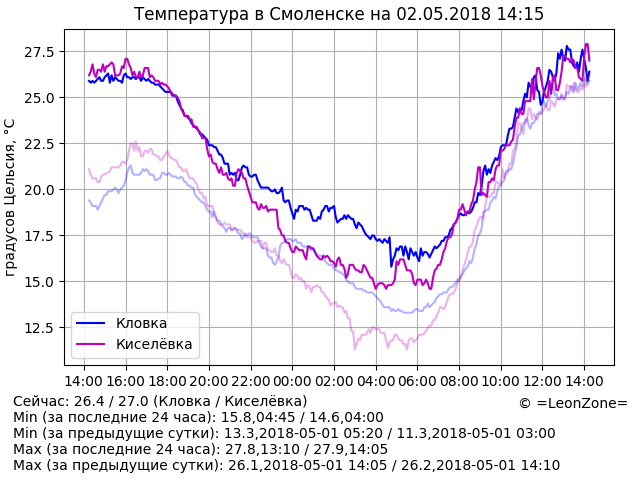 Температура в Смоленске на 02.05.2018 14:15
градусов Цельсия, °C
27.5
25.0
22.5
20.0
17.5
15.0
12.5
Кловка
Киселёвка
14:00 16:00 18:00 20:00 22:00 00:00 02:00 04:00 06:00 08:00 10:00 12:00 14:00
Сейчас: 26.4 / 27.0 (Кловка / Киселёвка)
© =LeonZone=
Min (за последние 24 часа): 15.8,04:45 / 14.6,04:00
Min (за предыдущие сутки): 13.3,2018-05-01 05:20 / 11.3,2018-05-01 03:00
Max (за последние 24 часа): 27.8,13:10 / 27.9,14:05
Max (за предыдущие сутки): 26.1,2018-05-01 14:05 / 26.2,2018-05-01 14:10